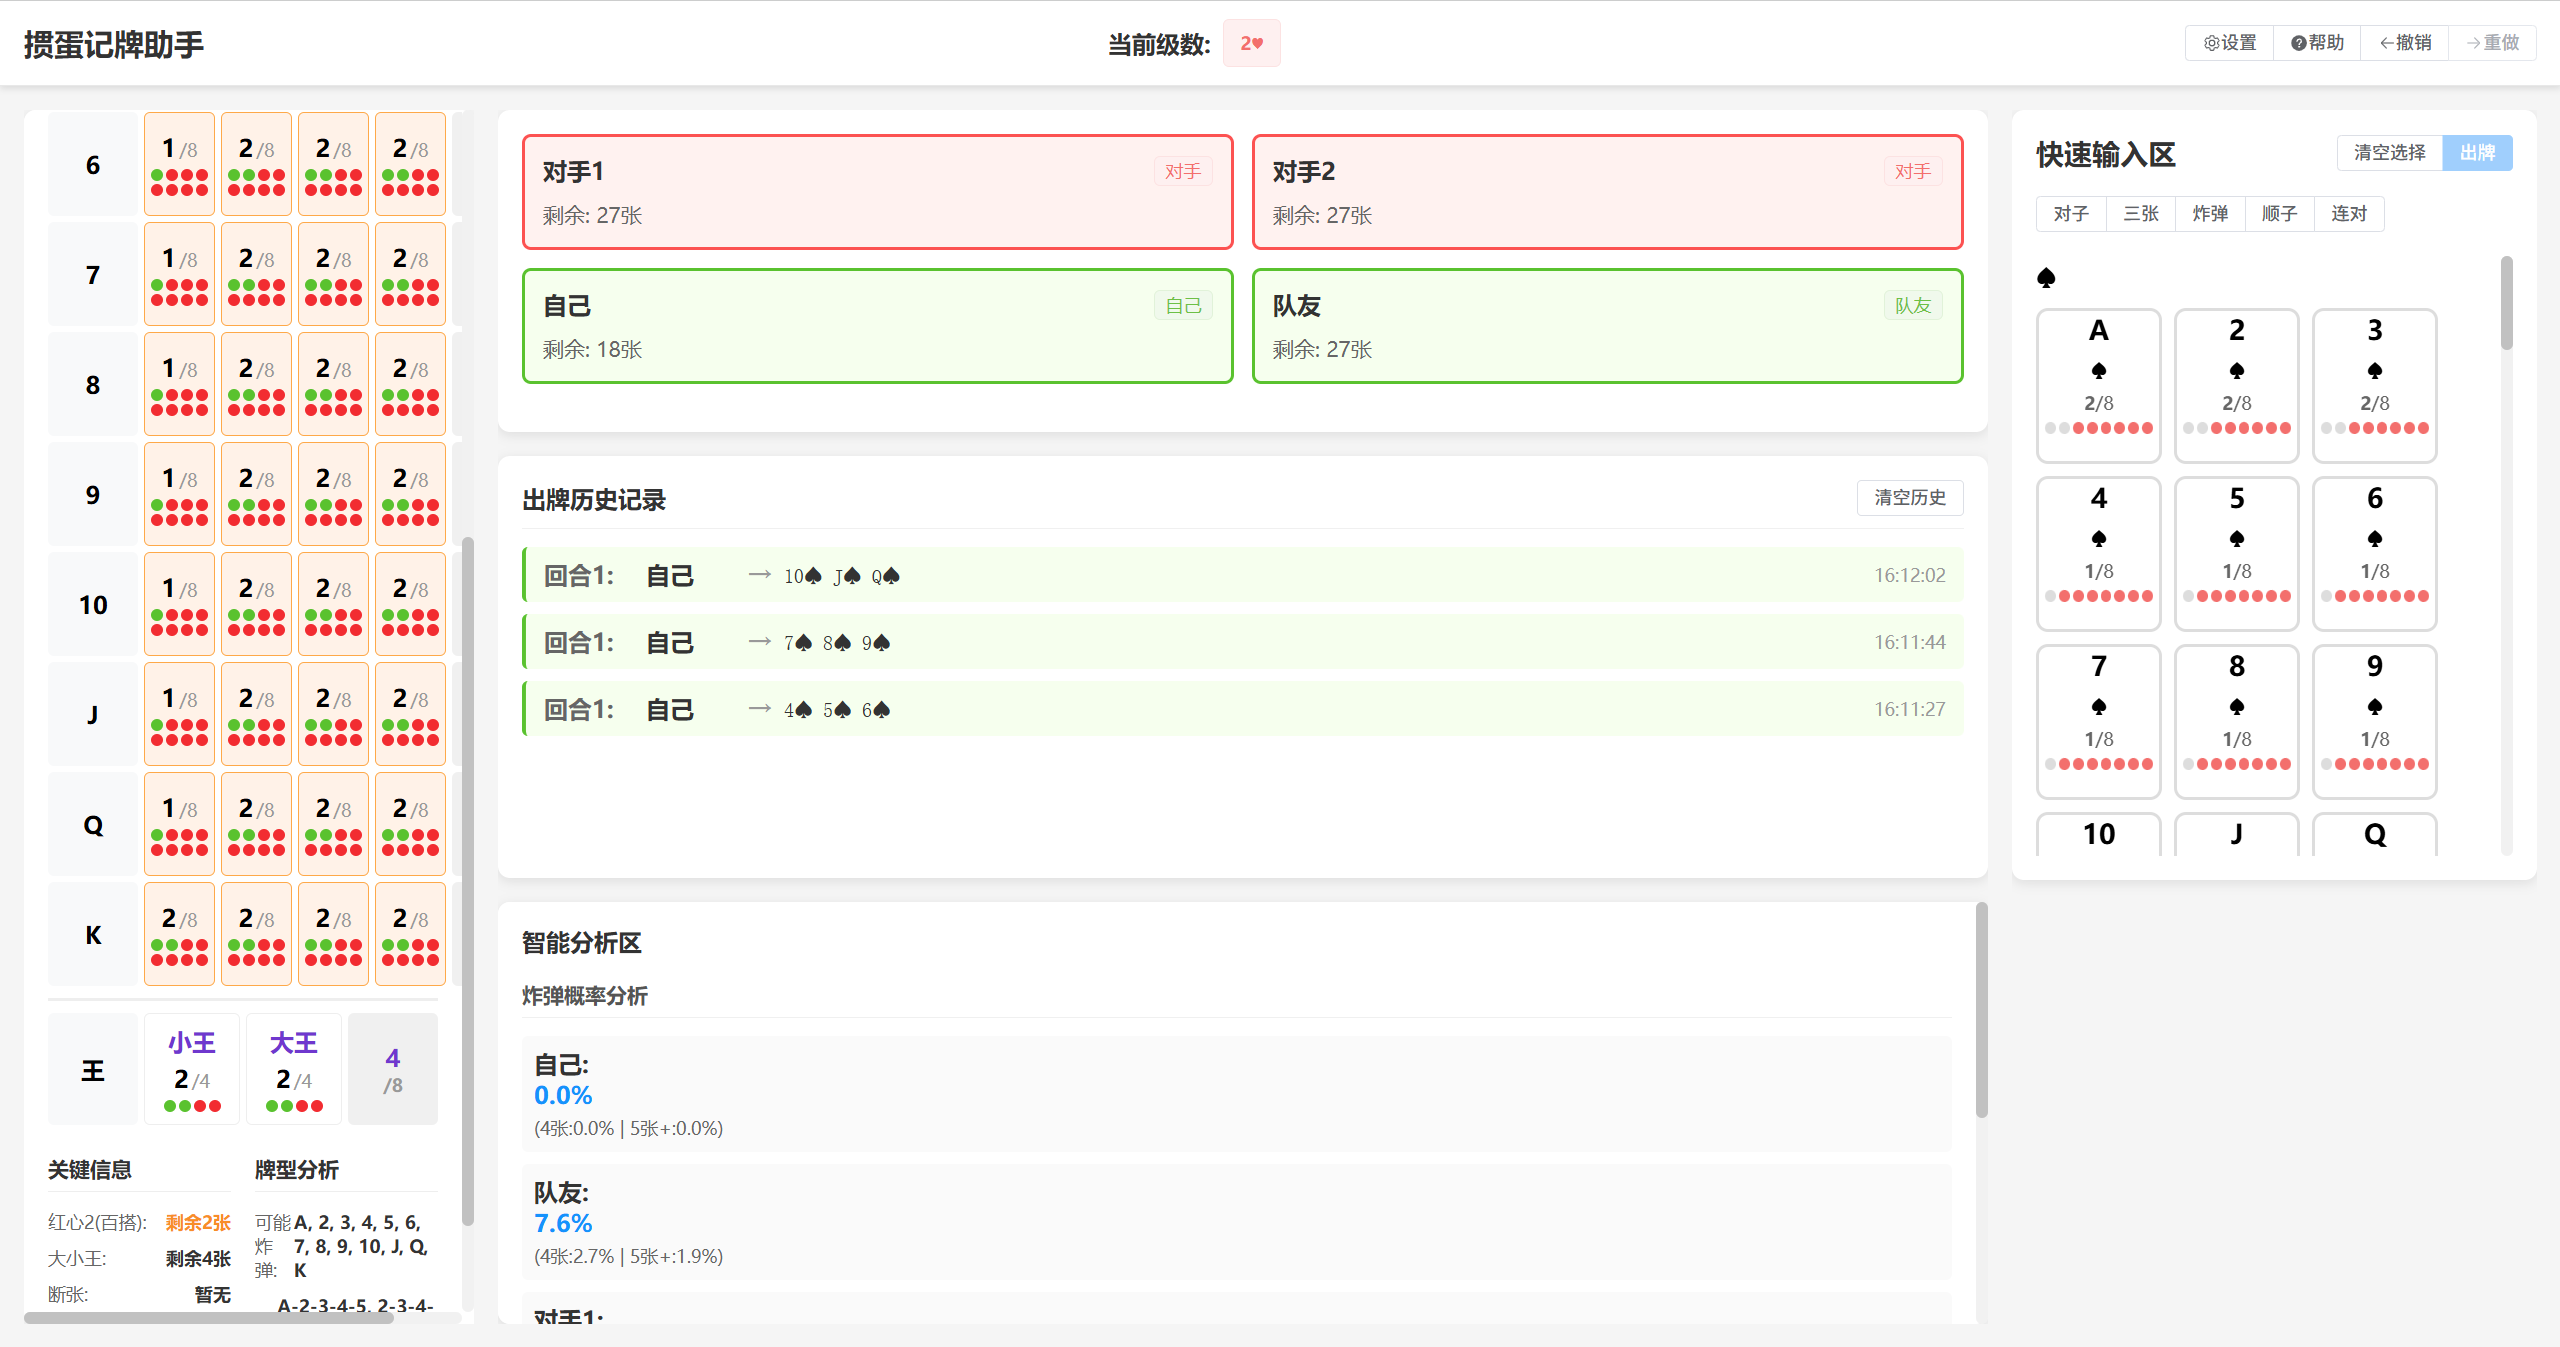 掼蛋记牌助手
当前级数: 2♥
设置 帮助 ←撤销 →重做
6 1/8 2/8 2/8 2/8
7 1/8 2/8 2/8 2/8
8 1/8 2/8 2/8 2/8
9 1/8 2/8 2/8 2/8
10 1/8 2/8 2/8 2/8
J 1/8 2/8 2/8 2/8
Q 1/8 2/8 2/8 2/8
K 2/8 2/8 2/8 2/8
王 小王 2/4 大王 2/4 4/8
关键信息
红心2(百搭): 剩余2张
大小王: 剩余4张
断张: 暂无
牌型分析
可能炸弹: A, 2, 3, 4, 5, 6,
7, 8, 9, 10, J, Q,
K
A-2-3-4-5, 2-3-4-
对手1 对手
剩余: 27张
对手2 对手
剩余: 27张
自己 自己
剩余: 18张
队友 队友
剩余: 27张
出牌历史记录 清空历史
回合1: 自己 → 10♠ J♠ Q♠ 16:12:02
回合1: 自己 → 7♠ 8♠ 9♠ 16:11:44
回合1: 自己 → 4♠ 5♠ 6♠ 16:11:27
智能分析区
炸弹概率分析
自己:
0.0%
(4张:0.0% | 5张+:0.0%)
队友:
7.6%
(4张:2.7% | 5张+:1.9%)
对手1:
快速输入区 清空选择 出牌
对子 三张 炸弹 顺子 连对
♠
A 2 3
♠ ♠ ♠
2/8 2/8 2/8
4 5 6
♠ ♠ ♠
1/8 1/8 1/8
7 8 9
♠ ♠ ♠
1/8 1/8 1/8
10 J Q